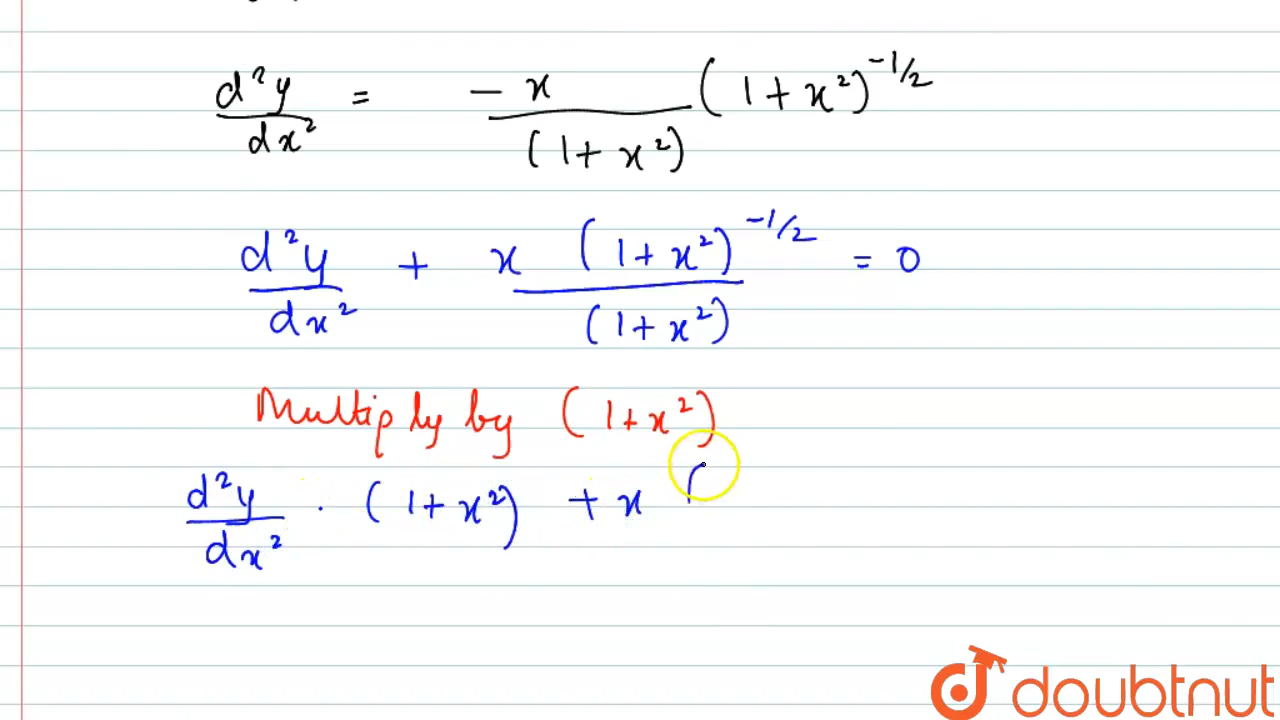 d²y/dx² = - x/(1+x²) (1+x²)^-1/2
d²y/dx² + x (1+x²)^-1/2/(1+x²) = 0
Multiply by (1+x²)
d²y/dx² . (1+x²) + x (
doubtnut